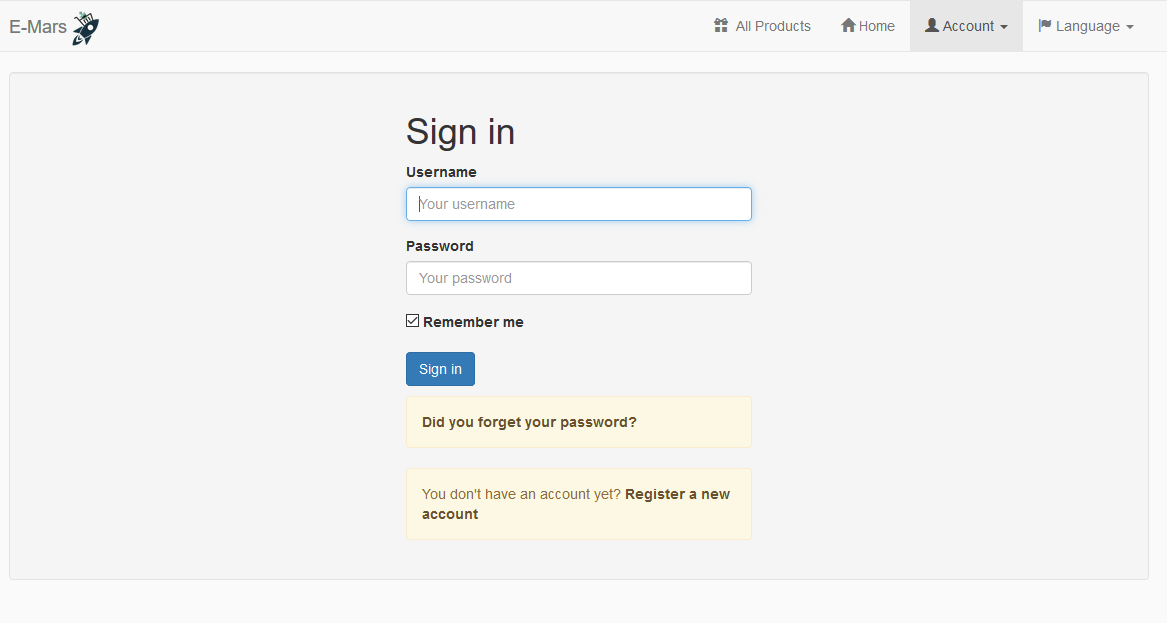 E-Mars
All Products
Home
Account
Language
Sign in
Username
Your username
Password
Your password
Remember me
Sign in
Did you forget your password?
You don't have an account yet? Register a new
account